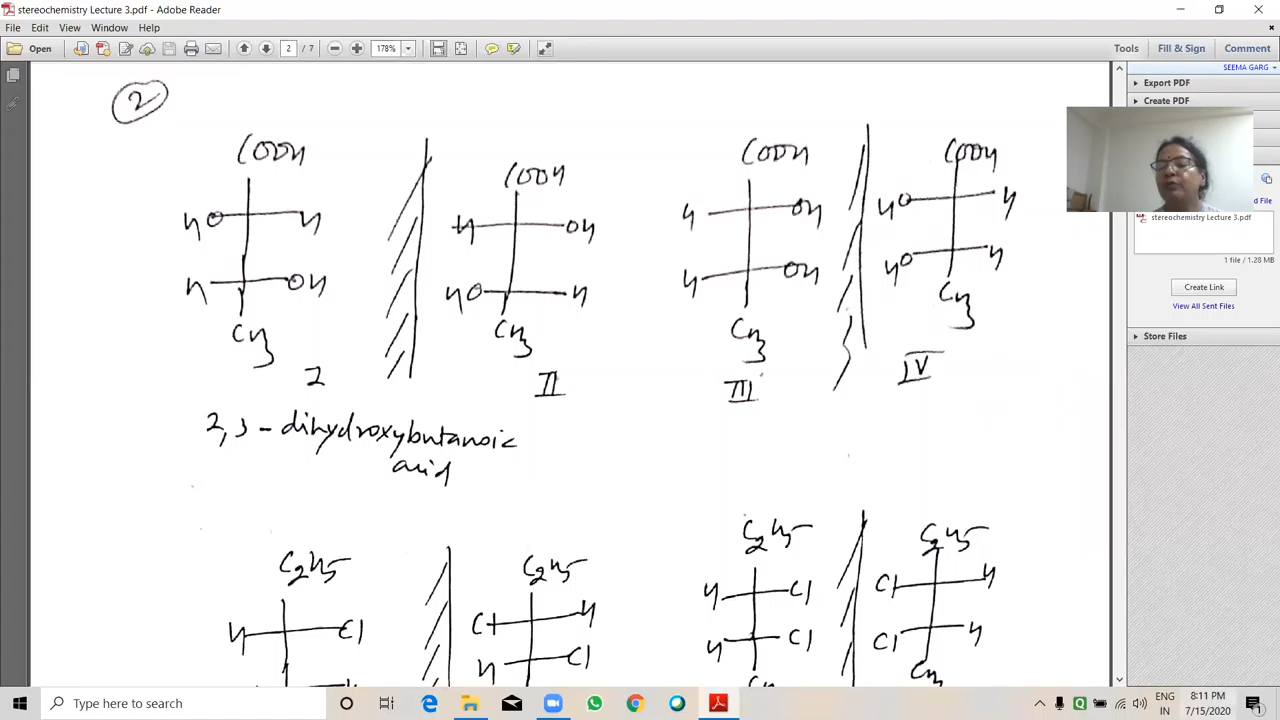 stereochemistry Lecture 3.pdf - Adobe Reader
File Edit View Window Help
Open 2 / 7 178% Tools Fill & Sign Comment
SEEMA GARG
Export PDF
Create PDF
d File
stereochemistry Lecture 3.pdf
1 file / 1.28 MB
Create Link
View All Sent Files
Store Files
2
COOH COOH COOH COOH
HO H H OH H OH HO H
H OH HO H H OH HO H
CH3 CH3 CH3 CH3
I II III IV
2,3-dihydroxybutanoic
acid
C2H5 C2H5 C2H5 C2H5
H Cl Cl H H Cl Cl H
H Cl H Cl Cl H
Type here to search
ENG
IN
8:11 PM
7/15/2020